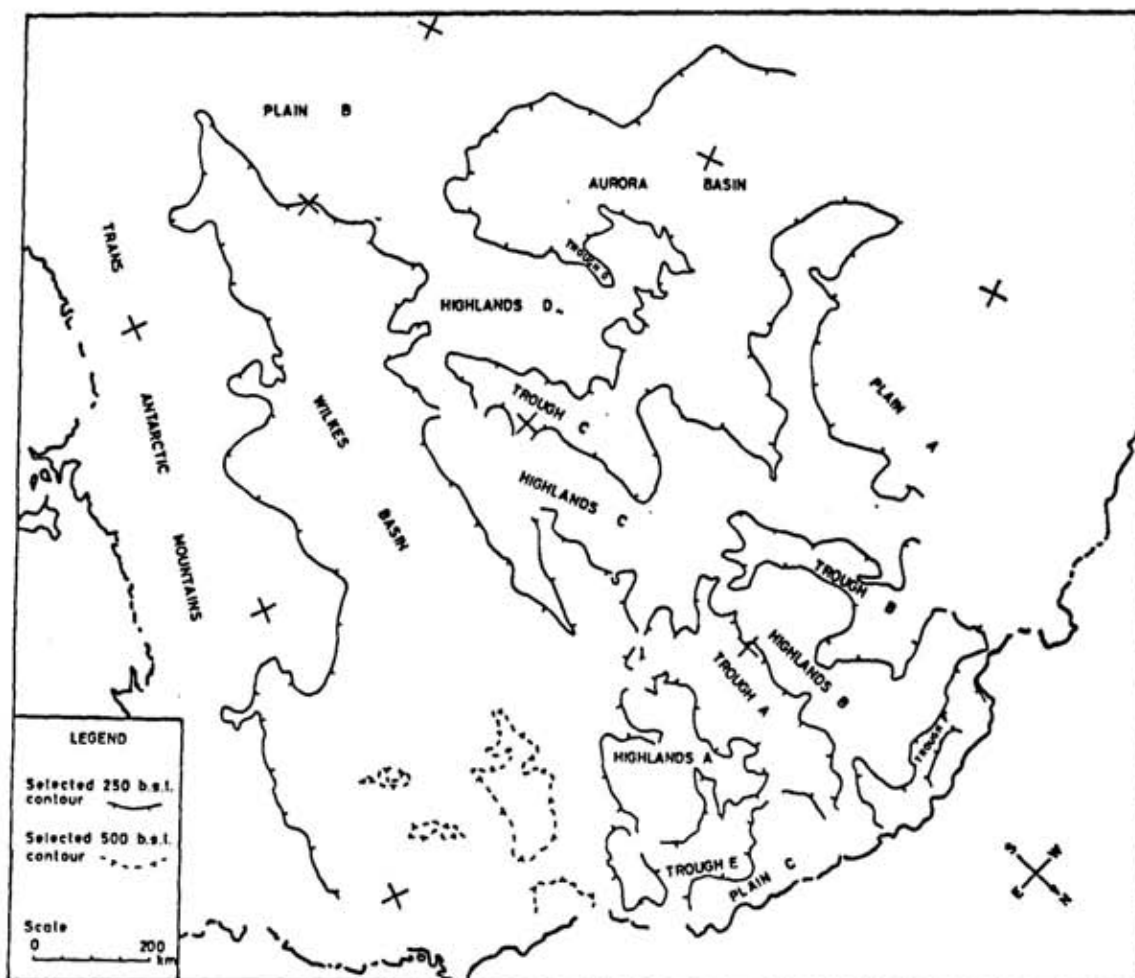 PLAIN B
AURORA BASIN
TROUGH D
TRANS
ANTARCTIC
MOUNTAINS
HIGHLANDS D
WILKES
BASIN
TROUGH C
PLAIN A
HIGHLANDS C
TROUGH B
HIGHLANDS B
TROUGH A
HIGHLANDS A
TROUGH F
TROUGH E
PLAIN C
LEGEND
Selected 250 b.s.l.
contour
Selected 500 b.s.l.
contour
Scale
0 200
km
S W
E N